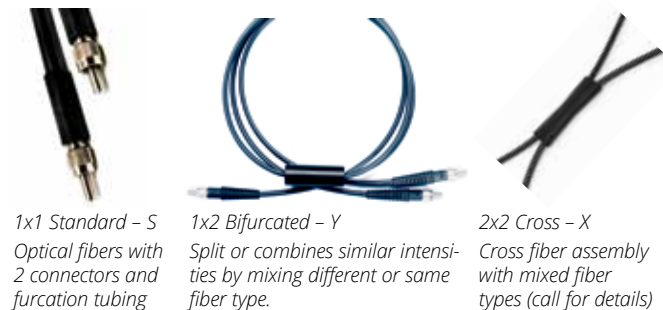 1x1 Standard – S
Optical fibers with
2 connectors and
furcation tubing
1x2 Bifurcated – Y
Split or combines similar intensi-
ties by mixing different or same
fiber type.
2x2 Cross – X
Cross fiber assembly
with mixed fiber
types (call for details)